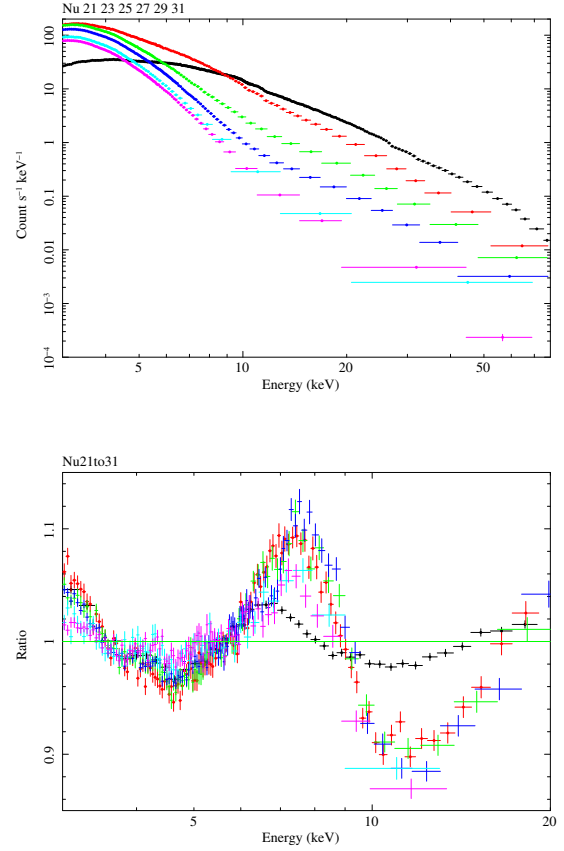 Nu 21 23 25 27 29 31
100
10
1
0.1
0.01
10⁻³
10⁻⁴
Count s⁻¹ keV⁻¹
5 10 20 50
Energy (keV)
Nu21to31
1.1
1
0.9
Ratio
5 10 20
Energy (keV)